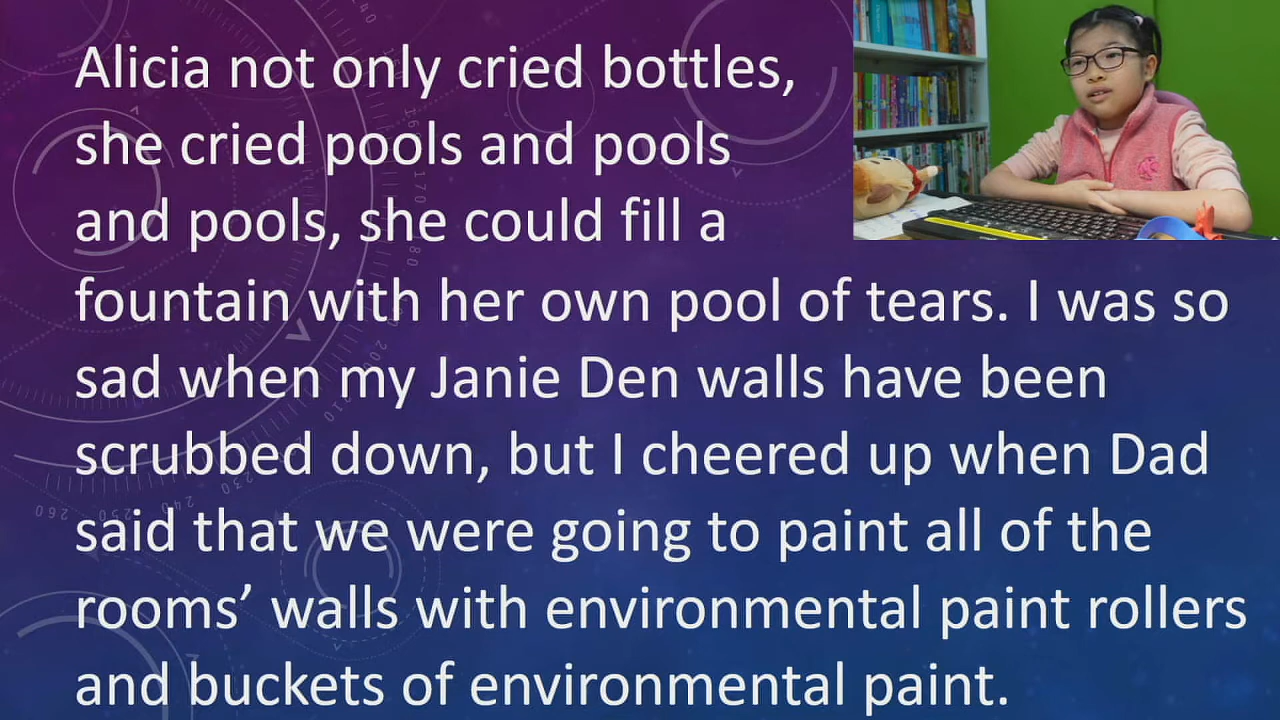 Alicia not only cried bottles,
she cried pools and pools
and pools, she could fill a
fountain with her own pool of tears. I was so
sad when my Janie Den walls have been
scrubbed down, but I cheered up when Dad
said that we were going to paint all of the
rooms’ walls with environmental paint rollers
and buckets of environmental paint.